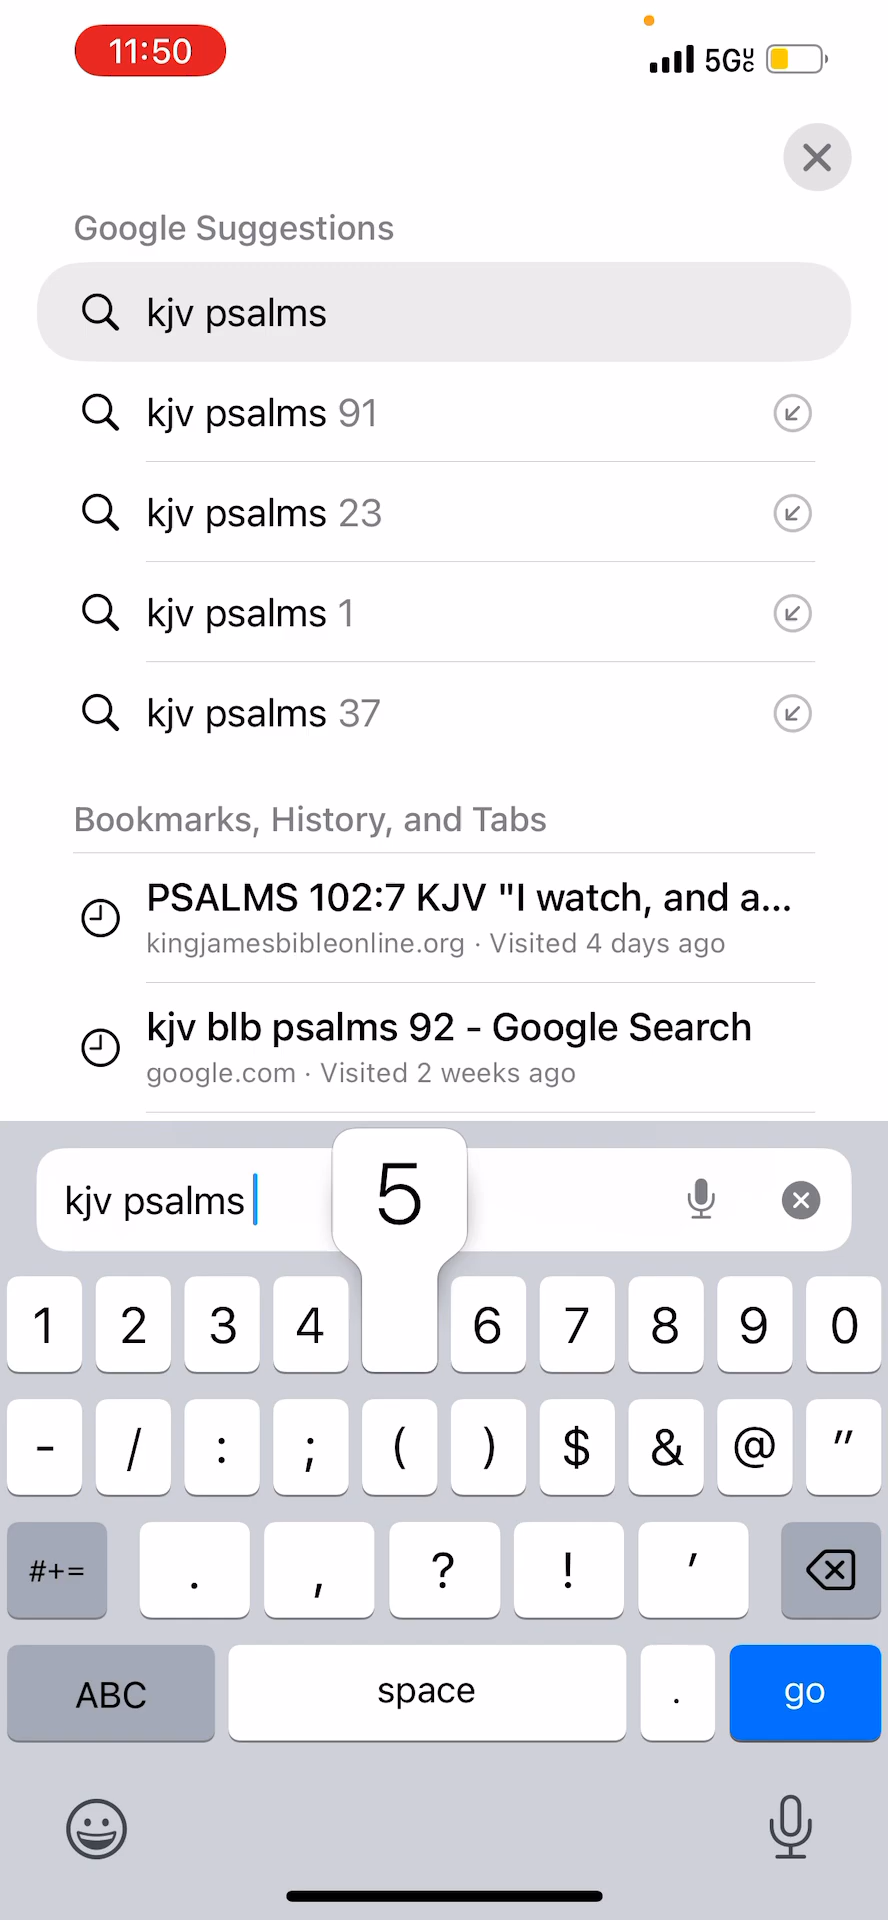 11:50
5GUC
Google Suggestions
kjv psalms
kjv psalms 91
kjv psalms 23
kjv psalms 1
kjv psalms 37
Bookmarks, History, and Tabs
PSALMS 102:7 KJV "I watch, and a...
kingjamesbibleonline.org · Visited 4 days ago
kjv blb psalms 92 - Google Search
google.com · Visited 2 weeks ago
kjv psalms
5
1 2 3 4 6 7 8 9 0
- / : ; ( ) $ & @ "
#+= . , ? ! '
ABC space . go